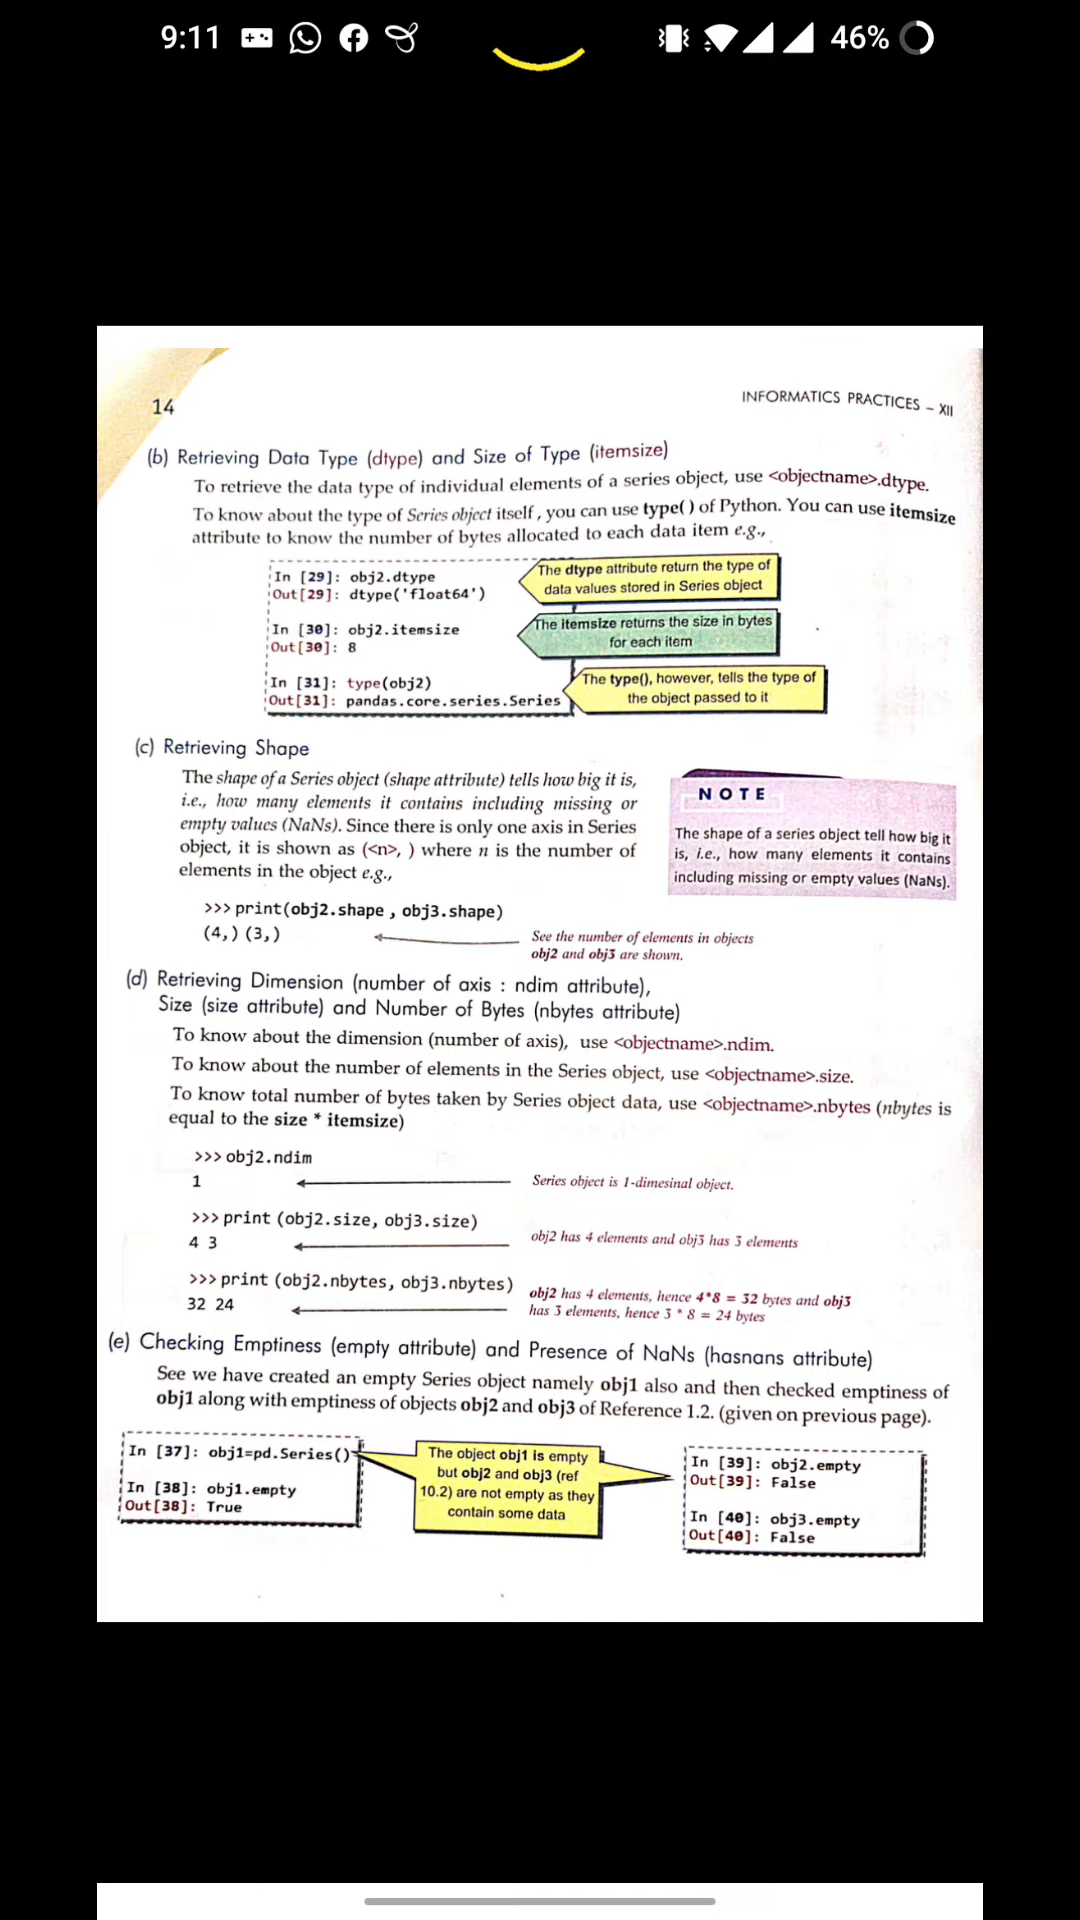 9:11
46%
14
INFORMATICS PRACTICES – XII
(b) Retrieving Data Type (dtype) and Size of Type (itemsize)
To retrieve the data type of individual elements of a series object, use <objectname>.dtype.
To know about the type of Series object itself, you can use type( ) of Python. You can use itemsize
attribute to know the number of bytes allocated to each data item e.g.,
In [29]: obj2.dtype
Out[29]: dtype('float64')
The dtype attribute return the type of
data values stored in Series object
In [30]: obj2.itemsize
Out[30]: 8
The itemsize returns the size in bytes
for each item
In [31]: type(obj2)
Out[31]: pandas.core.series.Series
The type(), however, tells the type of
the object passed to it
(c) Retrieving Shape
The shape of a Series object (shape attribute) tells how big it is,
i.e., how many elements it contains including missing or
empty values (NaNs). Since there is only one axis in Series
object, it is shown as (<n>, ) where n is the number of
elements in the object e.g.,
NOTE
The shape of a series object tell how big it
is, i.e., how many elements it contains
including missing or empty values (NaNs).
>>> print(obj2.shape , obj3.shape)
(4,) (3,)
See the number of elements in objects
obj2 and obj3 are shown.
(d) Retrieving Dimension (number of axis : ndim attribute),
Size (size attribute) and Number of Bytes (nbytes attribute)
To know about the dimension (number of axis), use <objectname>.ndim.
To know about the number of elements in the Series object, use <objectname>.size.
To know total number of bytes taken by Series object data, use <objectname>.nbytes (nbytes is
equal to the size * itemsize)
>>> obj2.ndim
1
Series object is 1-dimesinal object.
>>> print (obj2.size, obj3.size)
4 3
obj2 has 4 elements and obj3 has 3 elements
>>> print (obj2.nbytes, obj3.nbytes)
32 24
obj2 has 4 elements, hence 4*8 = 32 bytes and obj3
has 3 elements, hence 3 * 8 = 24 bytes
(e) Checking Emptiness (empty attribute) and Presence of NaNs (hasnans attribute)
See we have created an empty Series object namely obj1 also and then checked emptiness of
obj1 along with emptiness of objects obj2 and obj3 of Reference 1.2. (given on previous page).
In [37]: obj1=pd.Series()
In [38]: obj1.empty
Out[38]: True
The object obj1 is empty
but obj2 and obj3 (ref
10.2) are not empty as they
contain some data
In [39]: obj2.empty
Out[39]: False
In [40]: obj3.empty
Out[40]: False